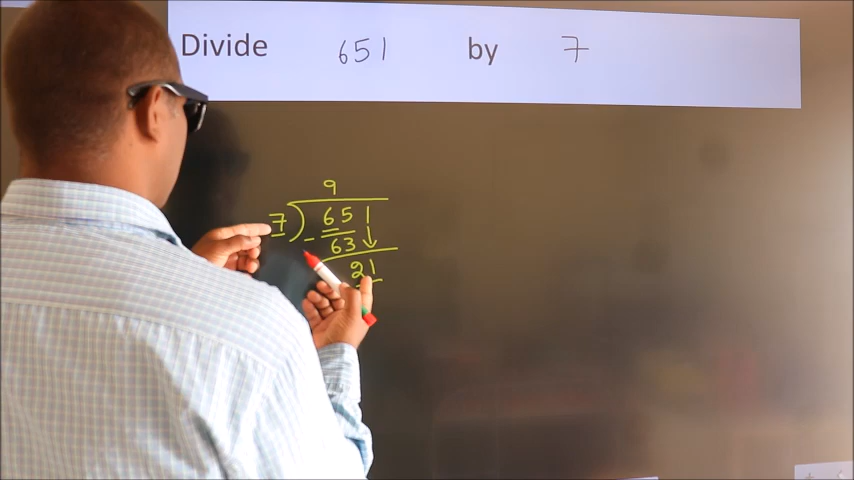 Divide 651 by 7
9
7 ) 651
- 63
21